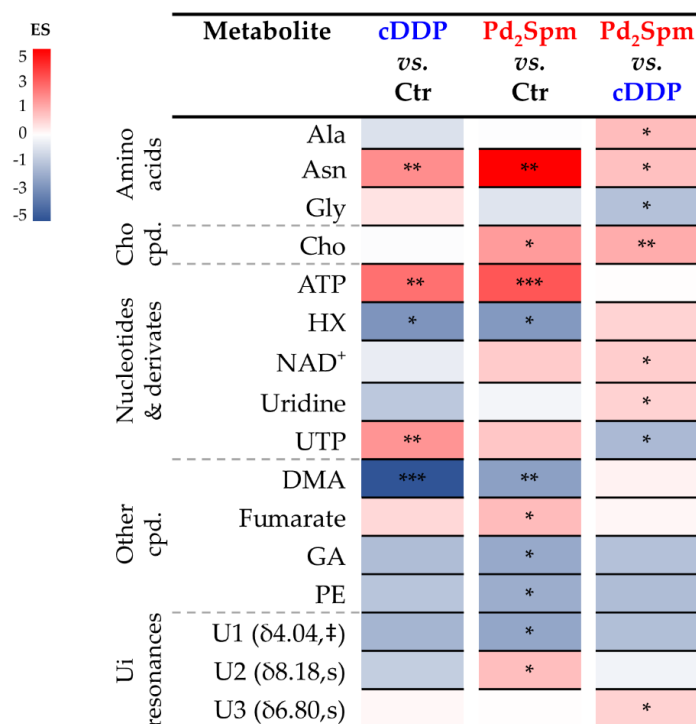 ES
5
3
1
0
-1
-3
-5
Metabolite
cDDP
vs.
Ctr
Pd₂Spm
vs.
Ctr
Pd₂Spm
vs.
cDDP
Amino
acids
Ala *
Asn ** ** *
Gly *
Cho
cpd.
Cho * **
Nucleotides
& derivates
ATP ** ***
HX * *
NAD⁺ *
Uridine *
UTP ** *
Other
cpd.
DMA *** **
Fumarate *
GA *
PE *
Ui
resonances
U1 (δ4.04,‡) *
U2 (δ8.18,s) *
U3 (δ6.80,s) *